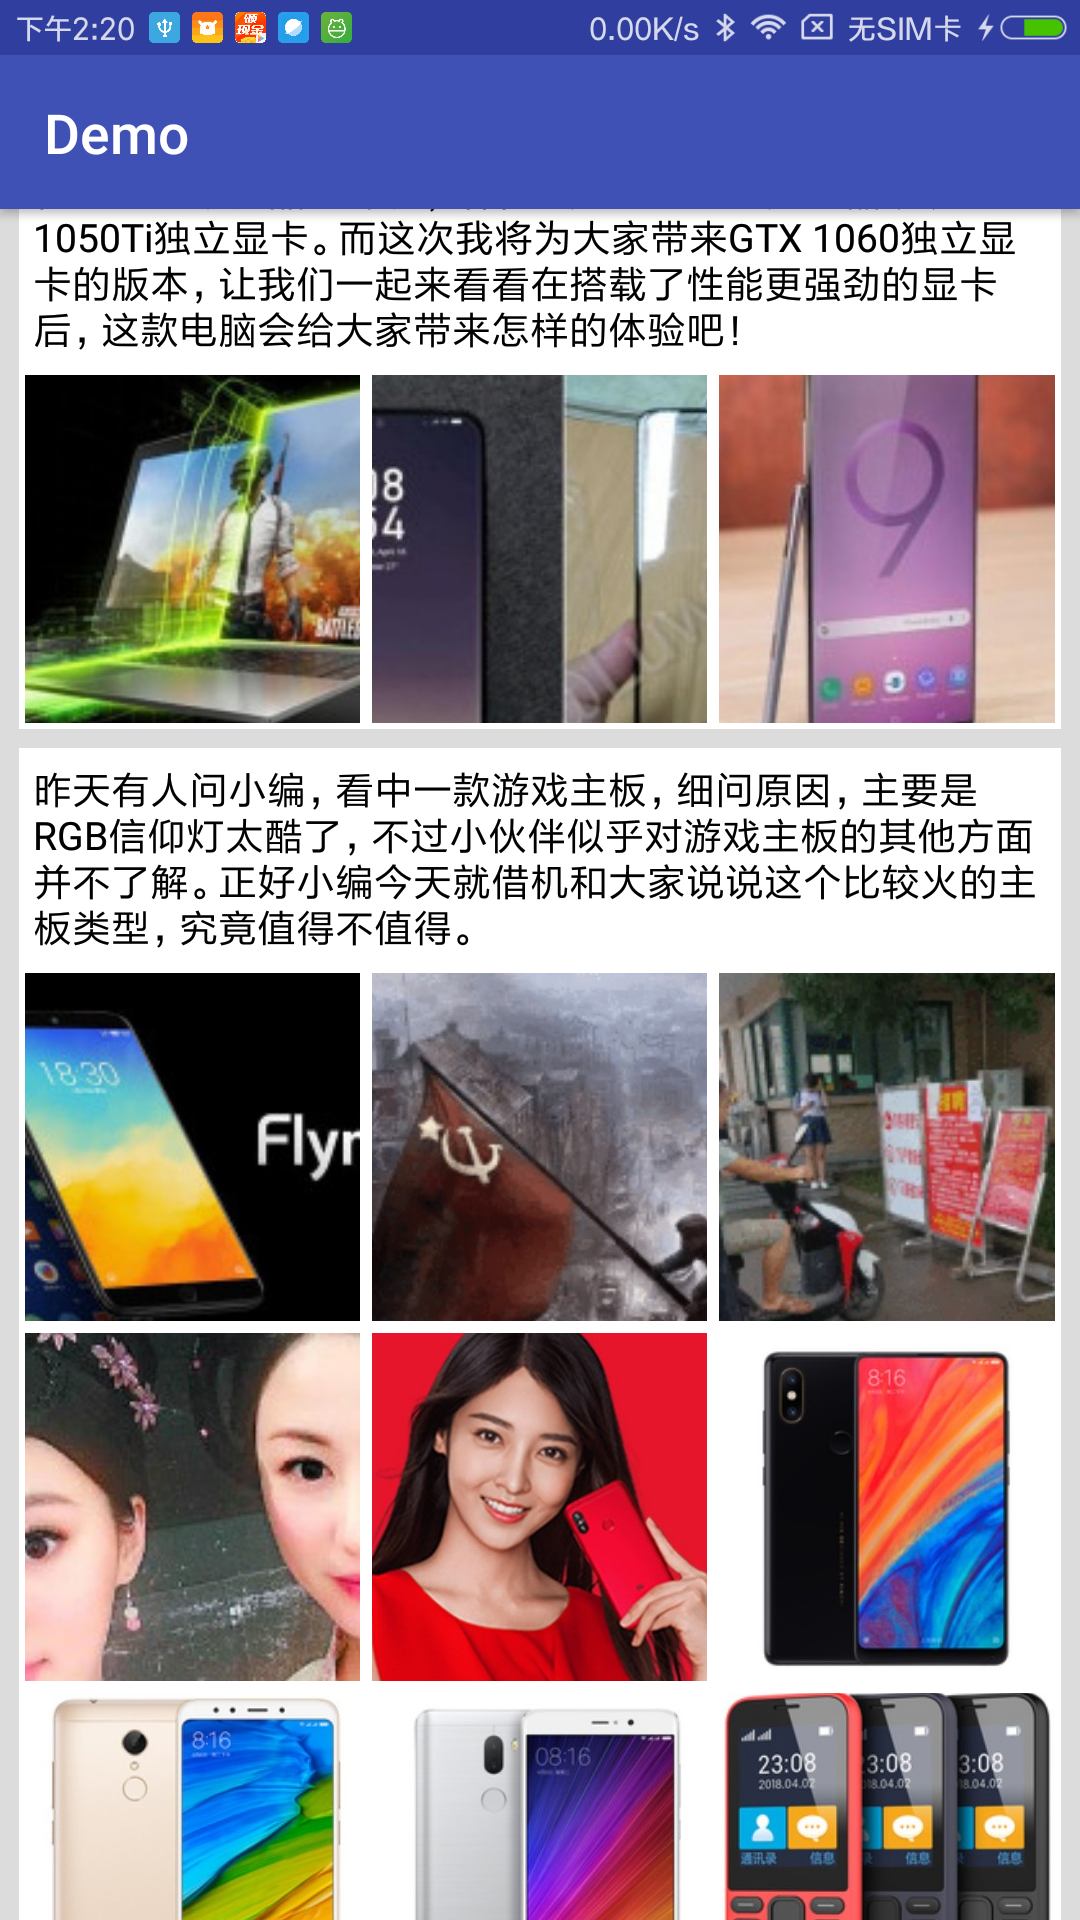 下午2:20
0.00K/s
无SIM卡
Demo
1050Ti独立显卡。而这次我将为大家带来GTX 1060独立显
卡的版本，让我们一起来看看在搭载了性能更强劲的显卡
后，这款电脑会给大家带来怎样的体验吧！
9
昨天有人问小编，看中一款游戏主板，细问原因，主要是
RGB信仰灯太酷了，不过小伙伴似乎对游戏主板的其他方面
并不了解。正好小编今天就借机和大家说说这个比较火的主
板类型，究竟值得不值得。
18:30
8:16
8:16
08:16
23:08
2018.04.02
通讯录
信息
信息
信息